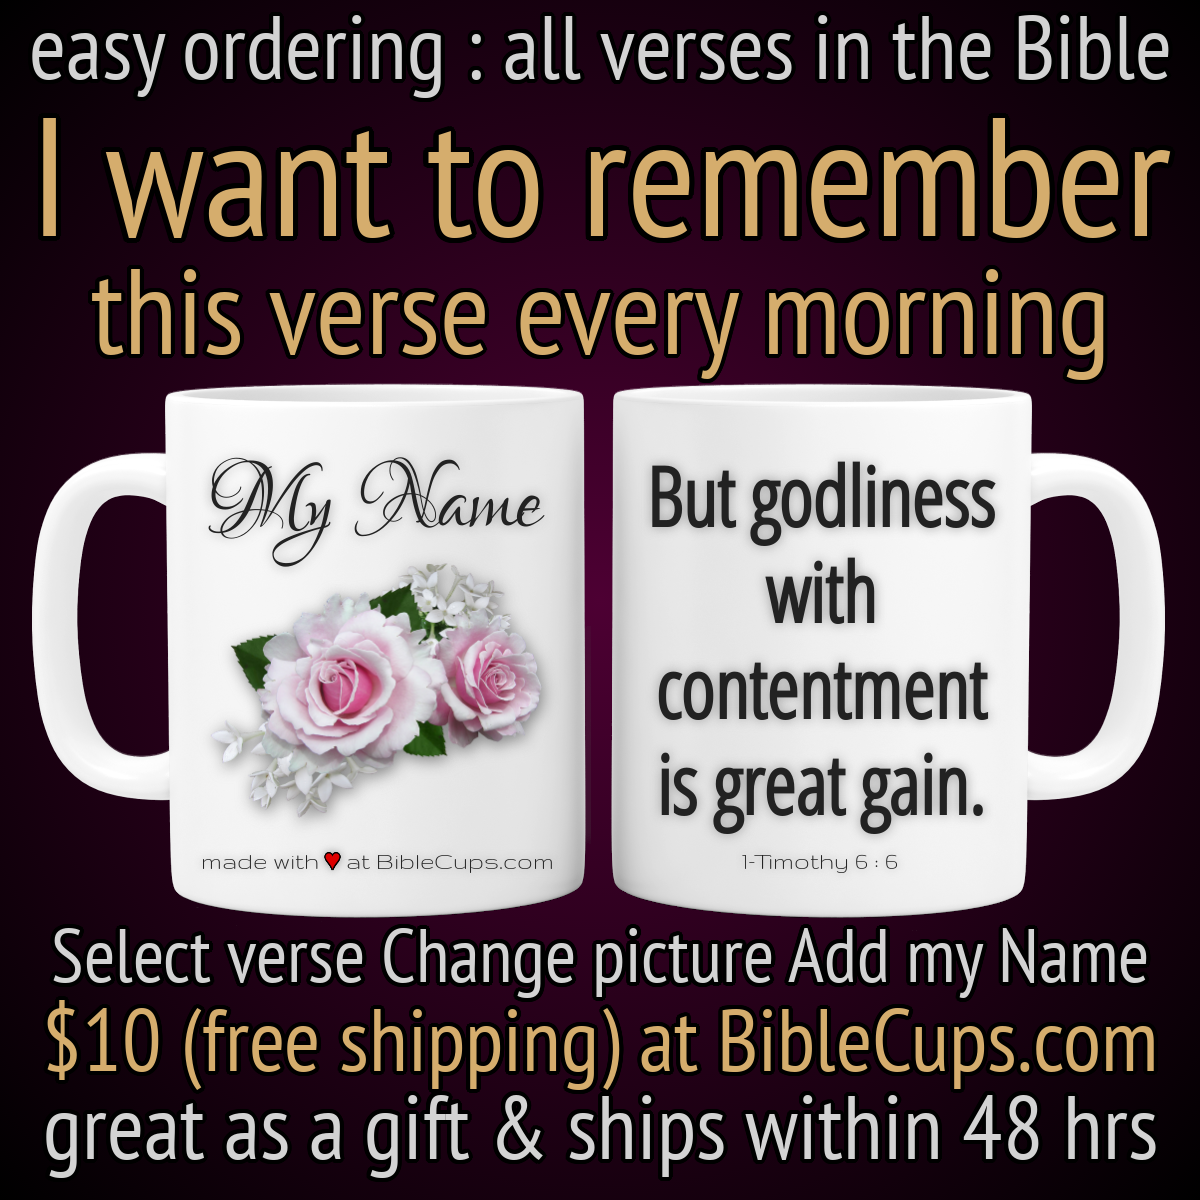 easy ordering : all verses in the Bible
I want to remember
this verse every morning
My Name
made with at BibleCups.com
But godliness
with
contentment
is great gain.
1-Timothy 6 : 6
Select verse Change picture Add my Name
$10 (free shipping) at BibleCups.com
great as a gift & ships within 48 hrs